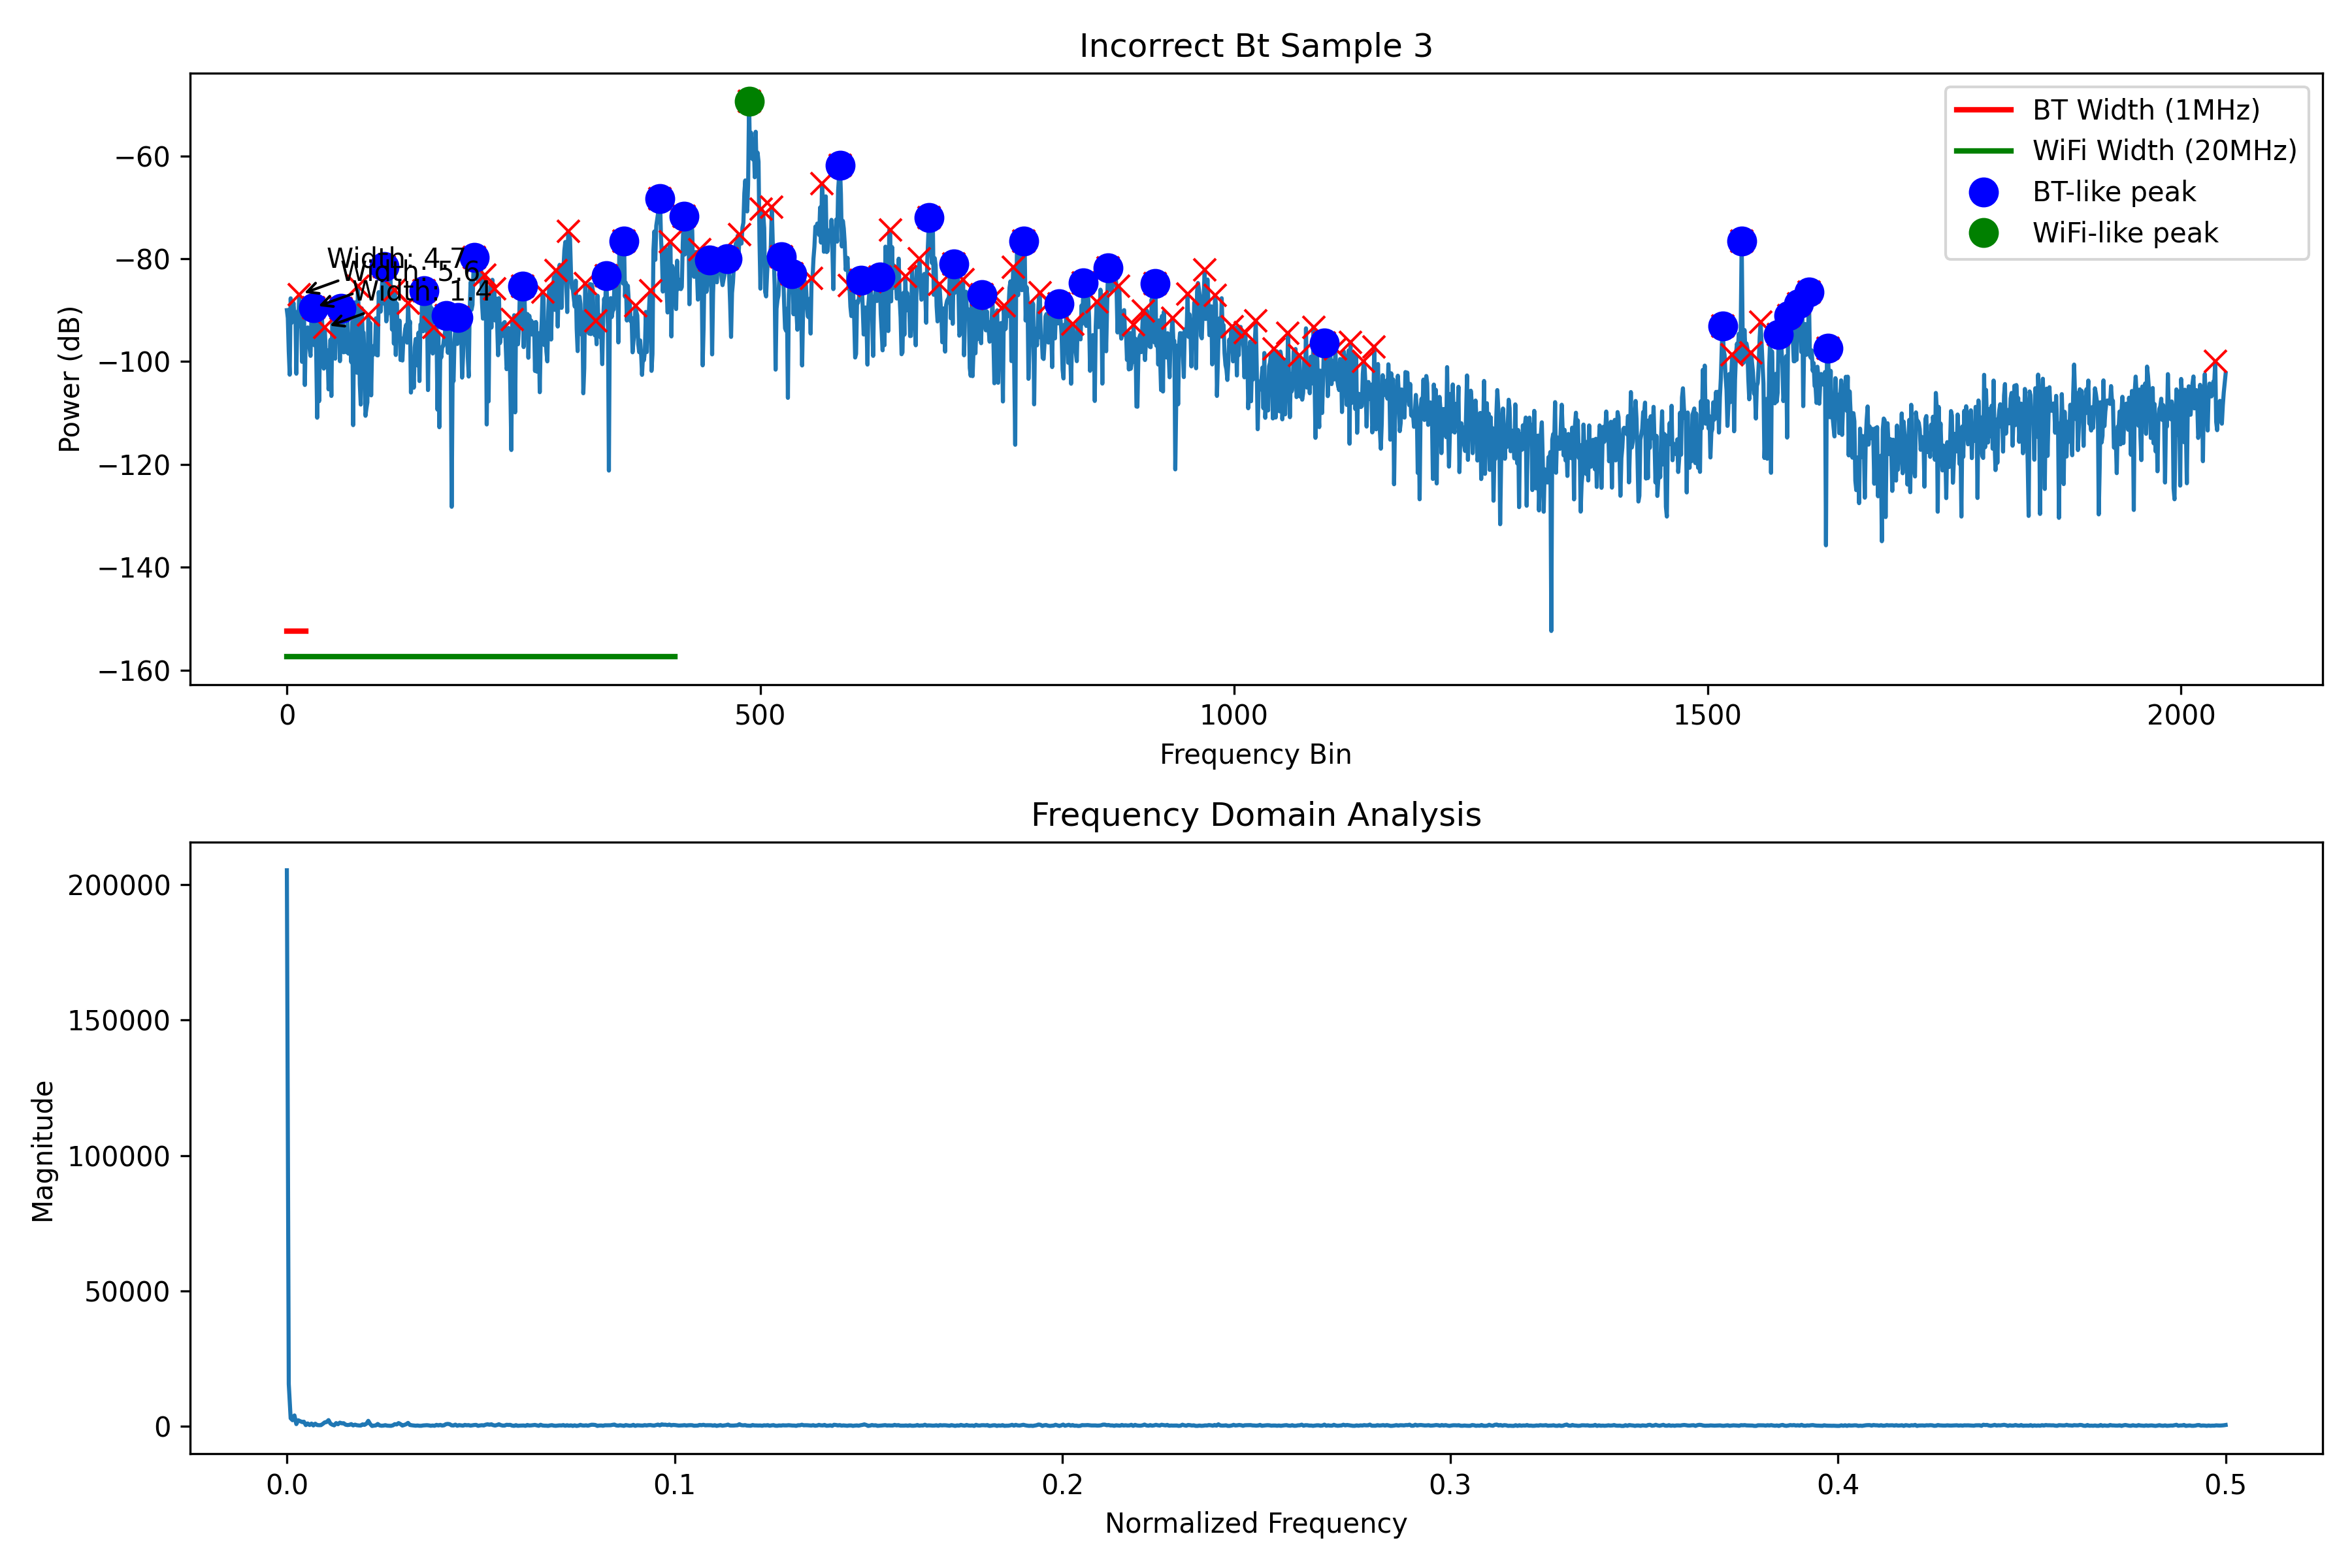 Incorrect Bt Sample 3
BT Width (1MHz)
WiFi Width (20MHz)
BT-like peak
WiFi-like peak
Width: 4.7
Width: 5.6
Width: 1.4
Power (dB)
−60
−80
−100
−120
−140
−160
0 500 1000 1500 2000
Frequency Bin
Frequency Domain Analysis
Magnitude
200000
150000
100000
50000
0
0.0 0.1 0.2 0.3 0.4 0.5
Normalized Frequency